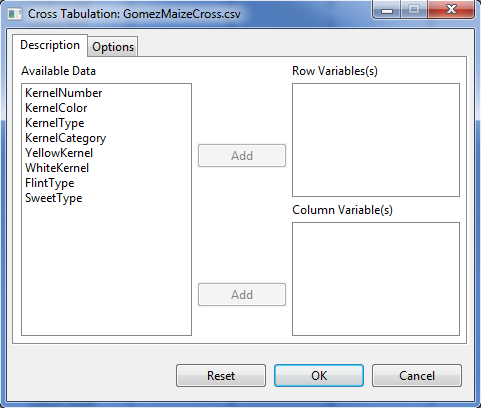 Cross Tabulation: GomezMaizeCross.csv
Description
Options
Available Data
Row Variables(s)
KernelNumber
KernelColor
KernelType
KernelCategory
YellowKernel
WhiteKernel
FlintType
SweetType
Add
Column Variable(s)
Add
Reset
OK
Cancel